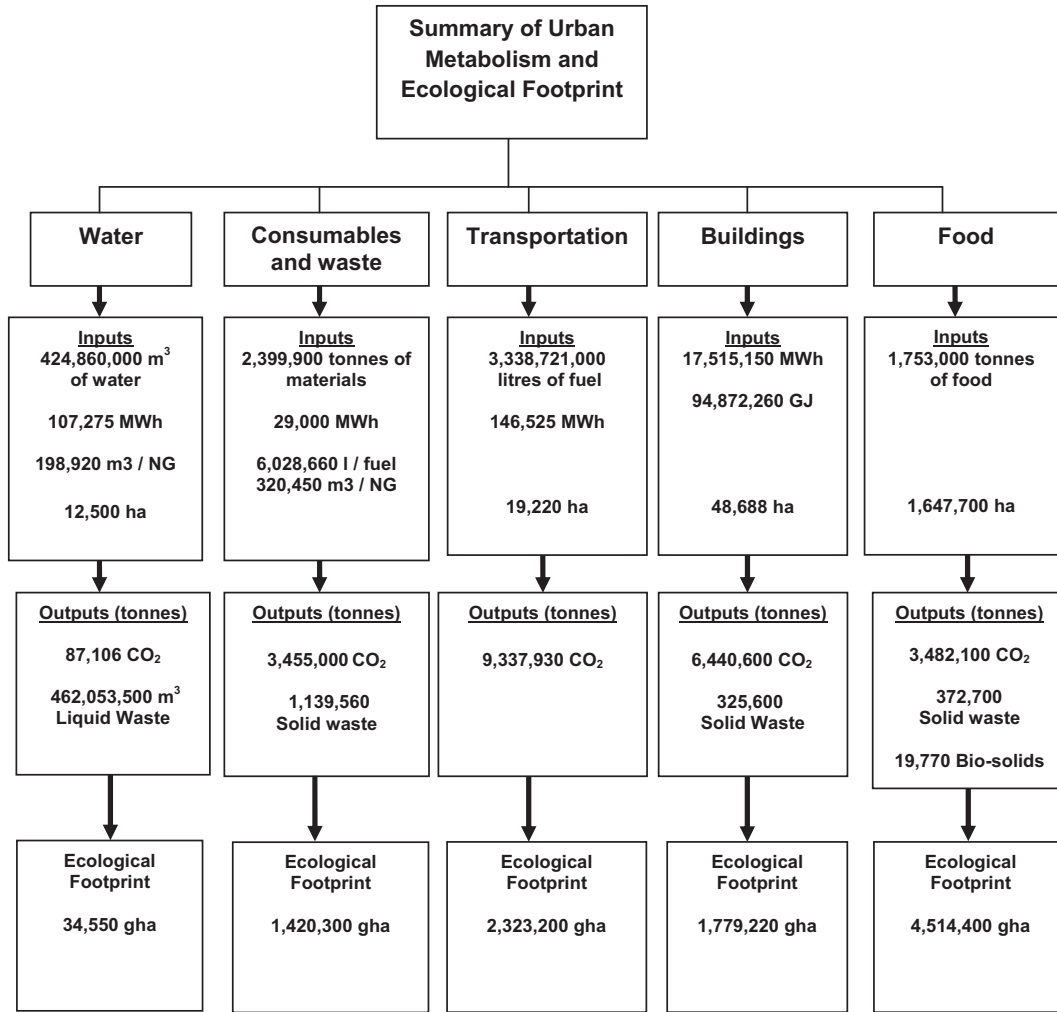 Summary of Urban
Metabolism and
Ecological Footprint
Water
Consumables
and waste
Transportation
Buildings
Food
Inputs
424,860,000 m³
of water
107,275 MWh
198,920 m3 / NG
12,500 ha
Inputs
2,399,900 tonnes of
materials
29,000 MWh
6,028,660 l / fuel
320,450 m3 / NG
Inputs
3,338,721,000
litres of fuel
146,525 MWh
19,220 ha
Inputs
17,515,150 MWh
94,872,260 GJ
48,688 ha
Inputs
1,753,000 tonnes
of food
1,647,700 ha
Outputs (tonnes)
87,106 CO₂
462,053,500 m³
Liquid Waste
Outputs (tonnes)
3,455,000 CO₂
1,139,560
Solid waste
Outputs (tonnes)
9,337,930 CO₂
Outputs (tonnes)
6,440,600 CO₂
325,600
Solid Waste
Outputs (tonnes)
3,482,100 CO₂
372,700
Solid waste
19,770 Bio-solids
Ecological
Footprint
34,550 gha
Ecological
Footprint
1,420,300 gha
Ecological
Footprint
2,323,200 gha
Ecological
Footprint
1,779,220 gha
Ecological
Footprint
4,514,400 gha